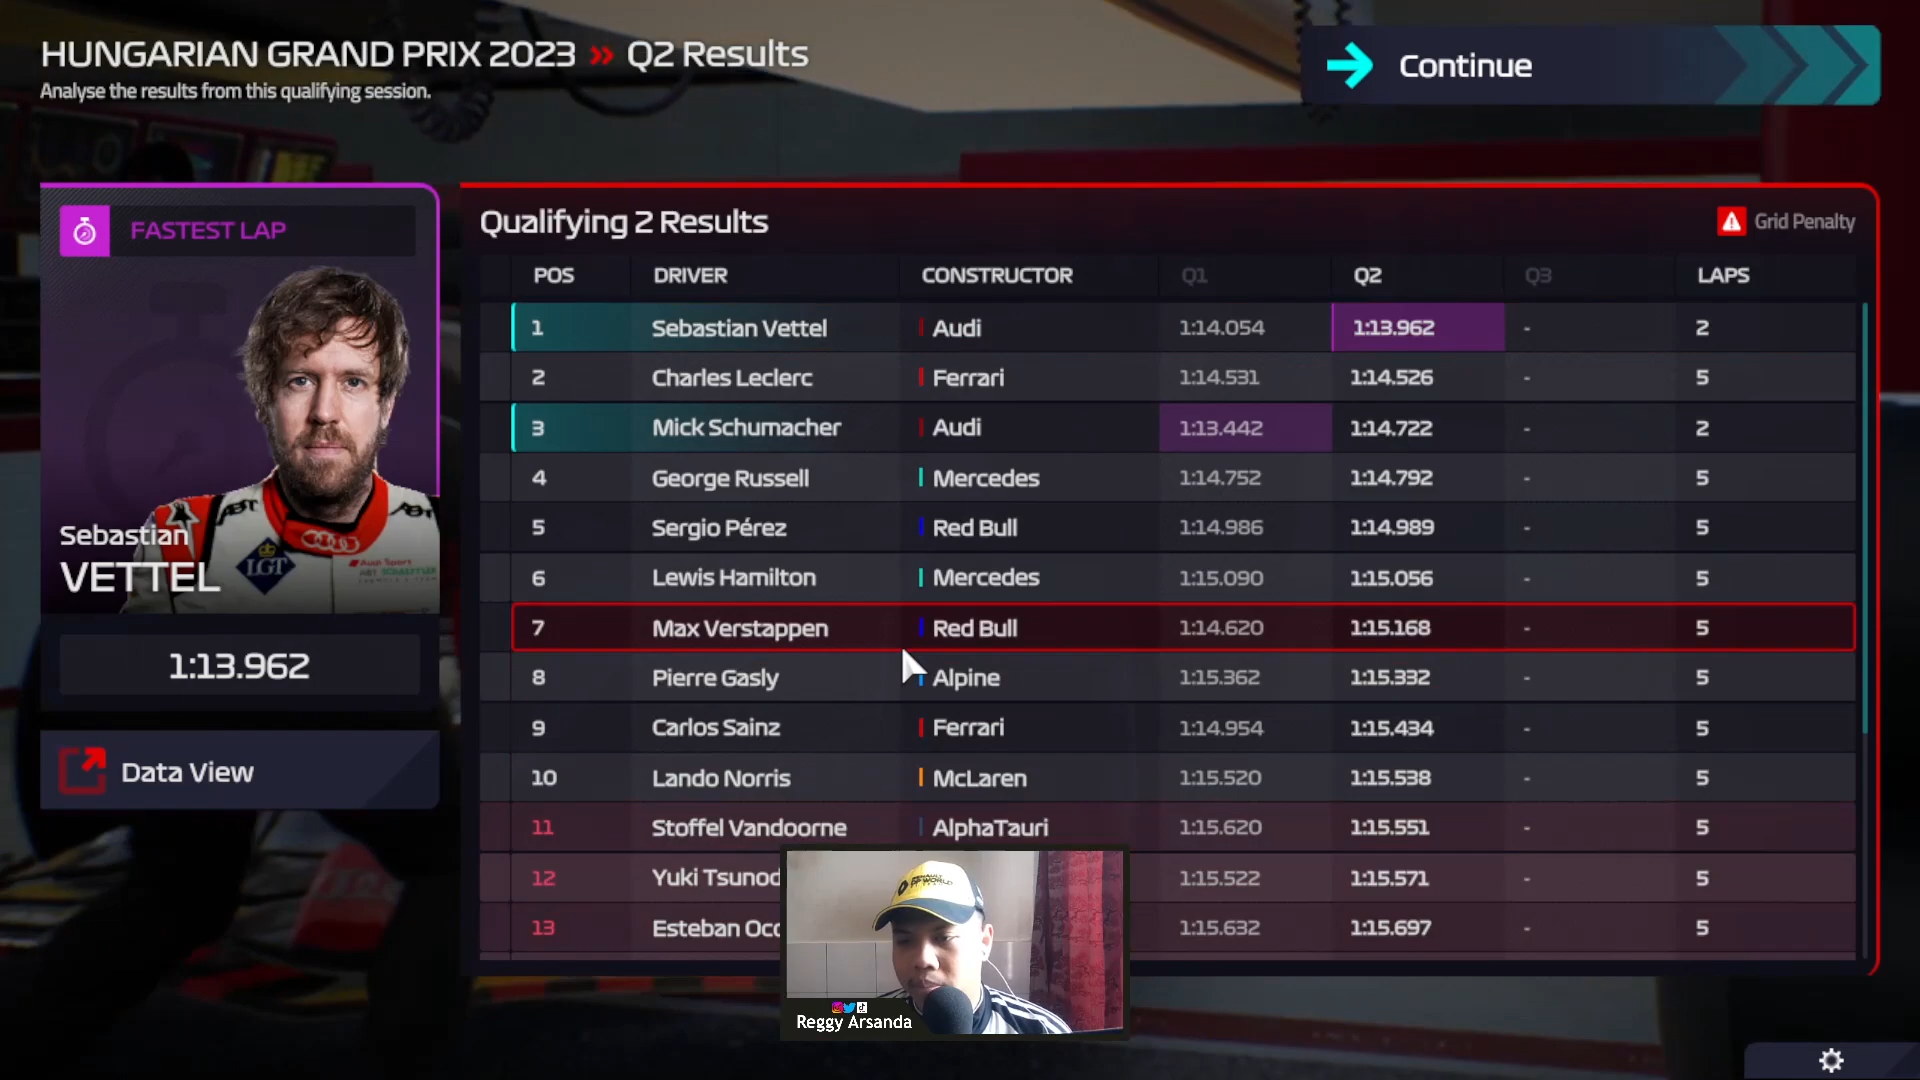 HUNGARIAN GRAND PRIX 2023 » Q2 Results
Analyse the results from this qualifying session.
Continue
FASTEST LAP
ABT
ABT
LGT
Audi Sport
Sebastian
VETTEL
1:13.962
Data View
Qualifying 2 Results
Grid Penalty
POS DRIVER CONSTRUCTOR Q1 Q2 Q3 LAPS
1 Sebastian Vettel Audi 1:14.054 1:13.962 - 2
2 Charles Leclerc Ferrari 1:14.531 1:14.526 - 5
3 Mick Schumacher Audi 1:13.442 1:14.722 - 2
4 George Russell Mercedes 1:14.752 1:14.792 - 5
5 Sergio Pérez Red Bull 1:14.986 1:14.989 - 5
6 Lewis Hamilton Mercedes 1:15.090 1:15.056 - 5
7 Max Verstappen Red Bull 1:14.620 1:15.168 - 5
8 Pierre Gasly Alpine 1:15.362 1:15.332 - 5
9 Carlos Sainz Ferrari 1:14.954 1:15.434 - 5
10 Lando Norris McLaren 1:15.520 1:15.538 - 5
11 Stoffel Vandoorne AlphaTauri 1:15.620 1:15.551 - 5
12 Yuki Tsunod 1:15.522 1:15.571 - 5
13 Esteban Occ 1:15.632 1:15.697 - 5
Reggy Arsanda